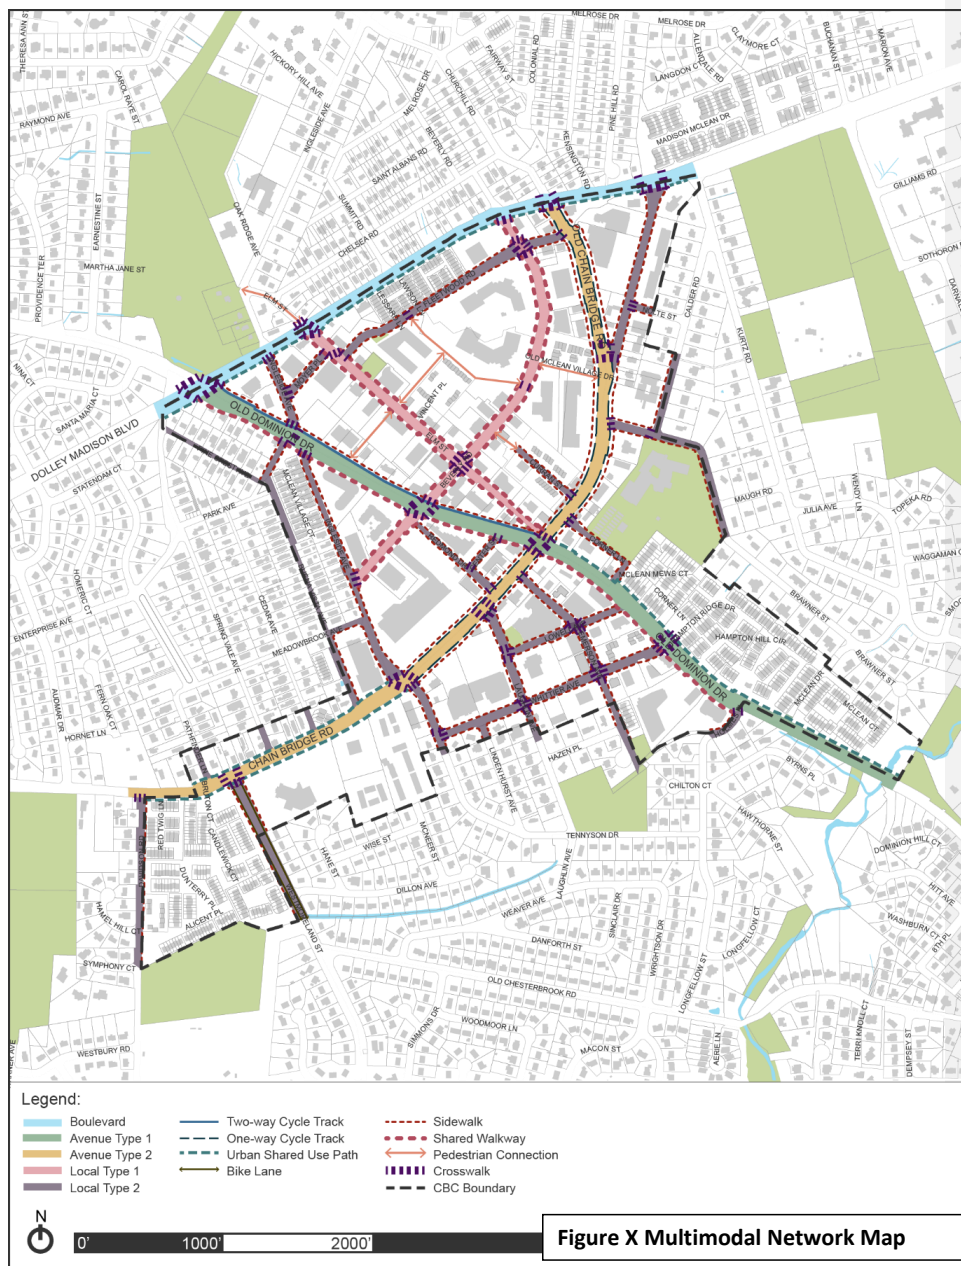 THERESA ANN ST
CAROL RAYE ST
RAYMOND AVE
EARNESTINE ST
MARTHA JANE ST
PROVIDENCE TER
HICKORY HILL AVE
INGLESIDE AVE
MELROSE DR
CHURCHILL RD
FAIRWAY ST
COLONIAL RD
MELROSE DR
MELROSE DR
ALLENDALE RD
CLAYMORE CT
BUCHANAN ST
MARION AVE
LANGDON CT
PINE HILL RD
MADISON MCLEAN DR
BEVERLY RD
SAINT ALBANS RD
KENSINGTON RD
GILLIAMS RD
OAK RIDGE AVE
SUMMIT RD
CHELSEA RD
SOTHORON
ELM ST
OLD CHAIN BRIDGE RD
CALDER RD
KURTZ RD
NINA CT
SANTA MARIA CT
DOLLEY MADISON BLVD
STATENDAM CT
OLD DOMINION DR
OLD MCLEAN VILLAGE DR
VINCENT PL
ELM ST
PARK AVE
MCLEAN VILLAGE CT
MAUGH RD
JULIA AVE
WENDY LN
TOPEKA RD
WAGGAMAN
HOMERIC CT
ENTERPRISE AVE
SPRING VALE AVE
CEDAR AVE
MEADOWBROOK
MCLEAN MEWS CT
CORNER LN
HAMPTON RIDGE DR
HAMPTON HILL CIR
BRAWNER ST
BRAWNER ST
AUDMAR DR
FERN OAK CT
HORNET LN
DOMINION DR
MCLEAN DR
MCLEAN CT
CHAIN BRIDGE RD
HAZEN PL
LINDENHURST AVE
BYRNS PL
CHILTON CT
HAWTHORNE ST
RED TWIG LN
CANDLEWICK CT
DUNTERRY PL
ALICENT PL
HAMEL HILL CT
SYMPHONY CT
WISE ST
HANE ST
MCNEER ST
TENNYSON DR
DILLON AVE
WEAVER AVE
LAUGHLIN AVE
SINCLAIR DR
DANFORTH ST
WRIGHTSON DR
LONGFELLOW CT
LONGFELLOW ST
OLD CHESTERBROOK RD
DOMINION HILL CT
HITT AVE
WASHBURN CT
8TH PL
WESTBURY RD
SIMMONS DR
WOODMOOR LN
MACON ST
AERIE LN
TERRI KNOLL CT
DEMPSEY ST
Legend:
Boulevard
Avenue Type 1
Avenue Type 2
Local Type 1
Local Type 2
Two-way Cycle Track
One-way Cycle Track
Urban Shared Use Path
Bike Lane
Sidewalk
Shared Walkway
Pedestrian Connection
Crosswalk
CBC Boundary
N
0' 1000' 2000'
Figure X Multimodal Network Map